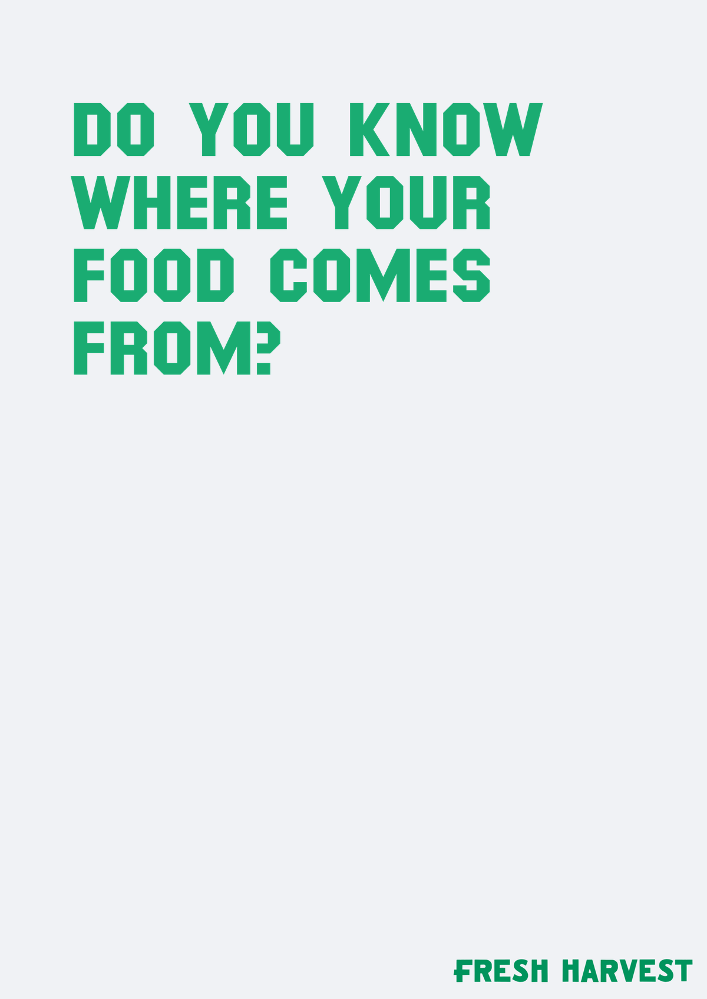 DO YOU KNOW
WHERE YOUR
FOOD COMES
FROM?
FRESH HARVEST